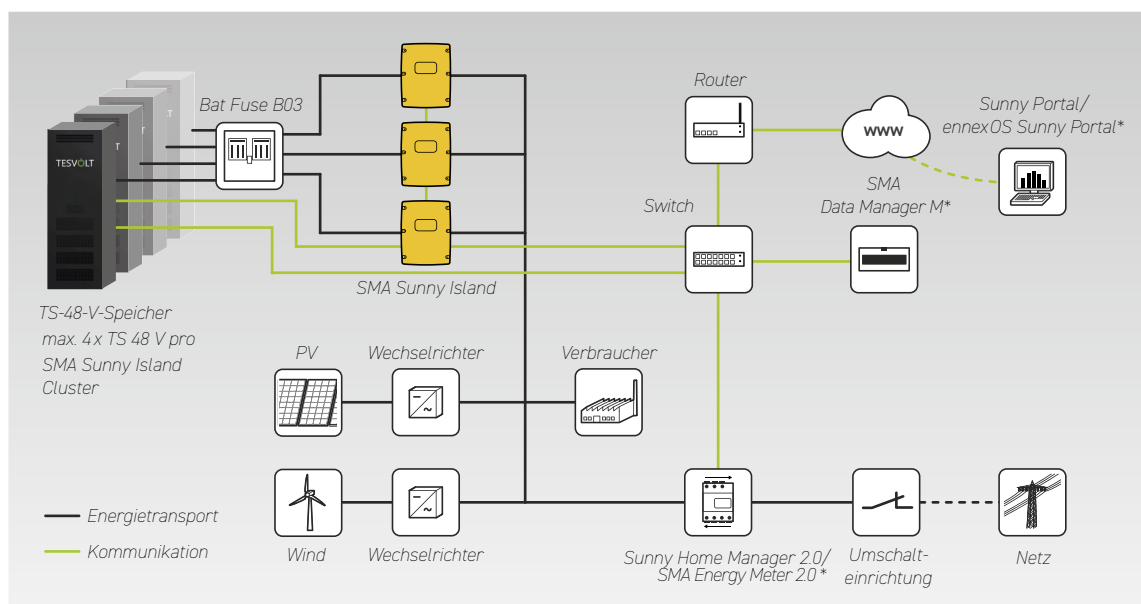 Bat Fuse B03
Router
www
Sunny Portal/
ennexOS Sunny Portal*
TESVOLT
SMA
Data Manager M*
Switch
SMA Sunny Island
TS-48-V-Speicher
max. 4 x TS 48 V pro
SMA Sunny Island
Cluster
PV
Wechselrichter
Verbraucher
Energietransport
Kommunikation
Wind
Wechselrichter
Sunny Home Manager 2.0/
SMA Energy Meter 2.0 *
Umschalt-
einrichtung
Netz